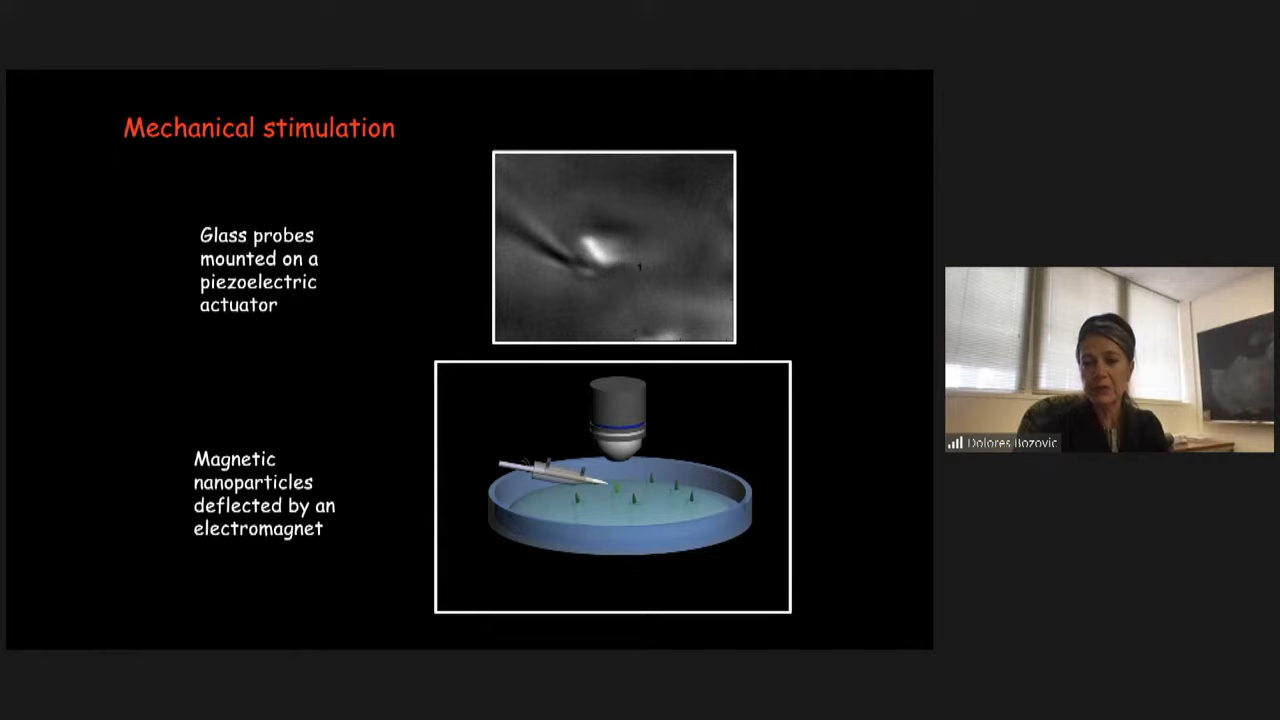 Mechanical stimulation
Glass probes
mounted on a
piezoelectric
actuator
Magnetic
nanoparticles
deflected by an
electromagnet
Dolores Bozovic